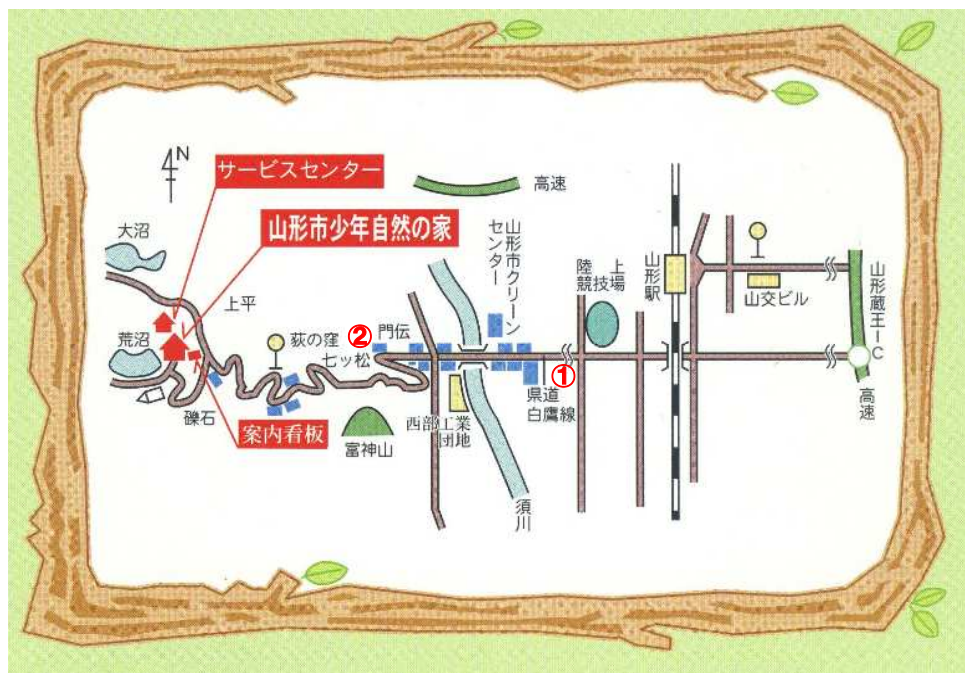 N
サービスセンター
山形市少年自然の家
高速
大沼
上平
荒沼
礫石
案内看板
荻の窪
七ッ松
②
門伝
富神山
西部工業
団地
山形市クリーン
センター
須川
①
県道
白鷹線
陸上
競技場
山形駅
山交ビル
山形蔵王IC
高速